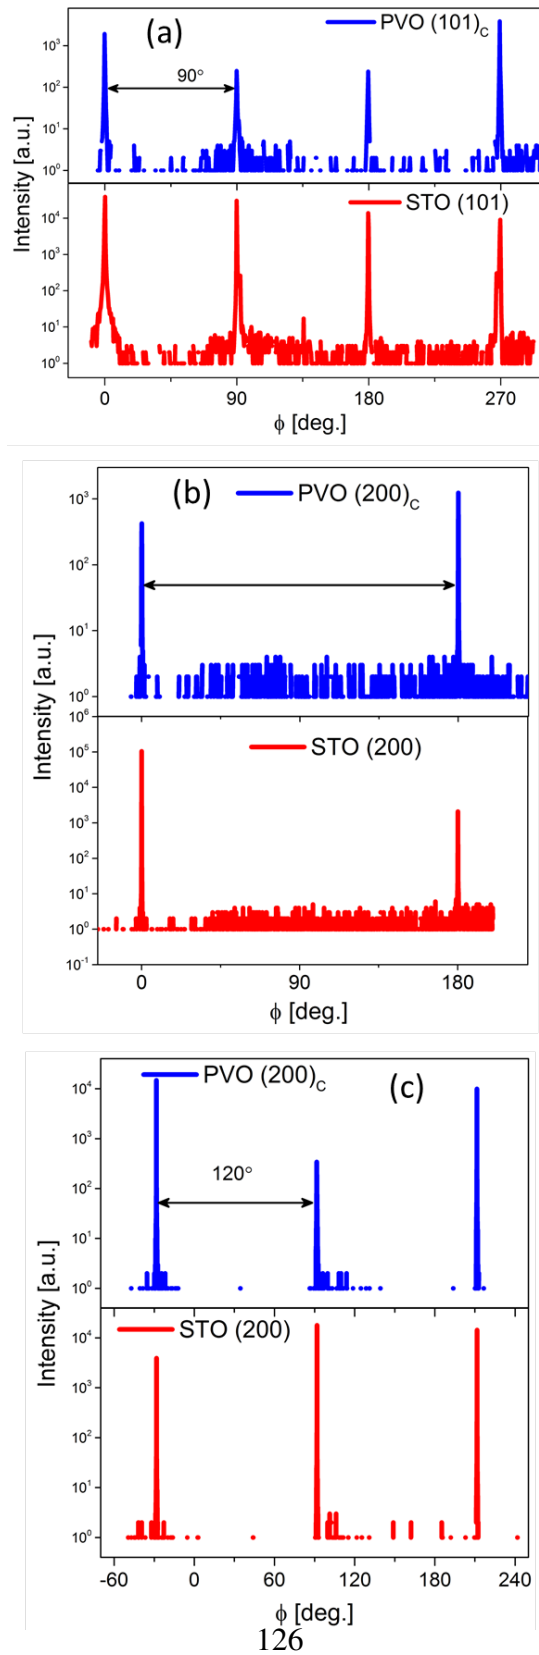 (a)
PVO (101)C
90°
10³
10²
10¹
10⁰
STO (101)
10⁴
10³
10²
10¹
10⁰
Intensity [a.u.]
0 90 180 270
ϕ [deg.]
(b)
PVO (200)C
10³
10²
10¹
10⁰
10⁶
STO (200)
10⁵
10⁴
10³
10²
10¹
10⁰
10⁻¹
Intensity [a.u.]
0 90 180
ϕ [deg.]
PVO (200)C
(c)
120°
10⁴
10³
10²
10¹
10⁰
STO (200)
10⁴
10³
10²
10¹
10⁰
Intensity [a.u.]
-60 0 60 120 180 240
ϕ [deg.]
126